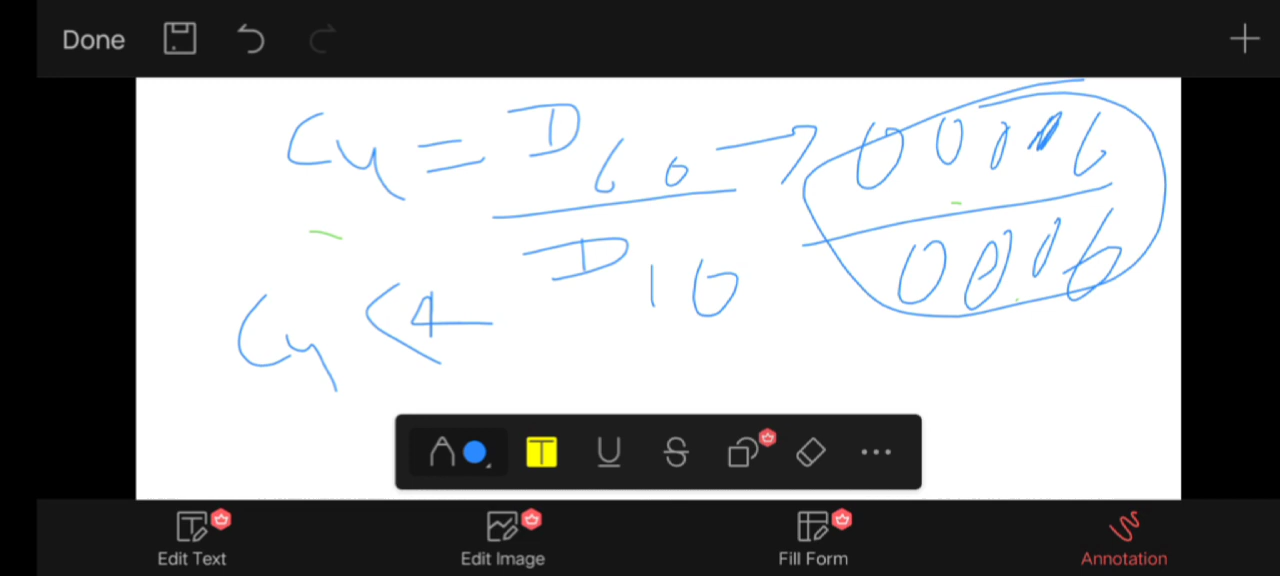 Done
Cu = D60 / D10 →
Cu < 4
Edit Text
Edit Image
Fill Form
Annotation